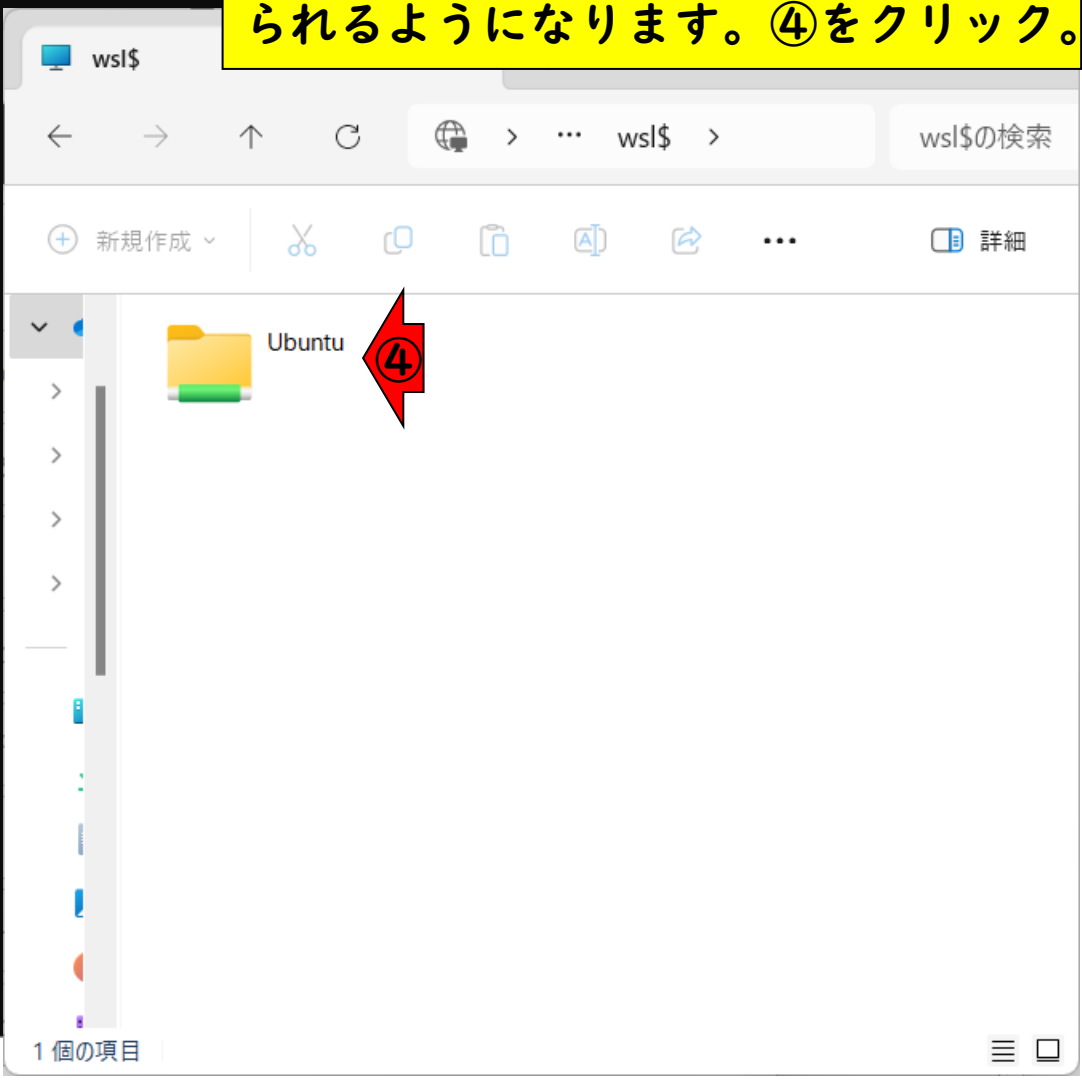 られるようになります。④をクリック。
wsl$
wsl$
wsl$の検索
新規作成
詳細
Ubuntu
④
1 個の項目